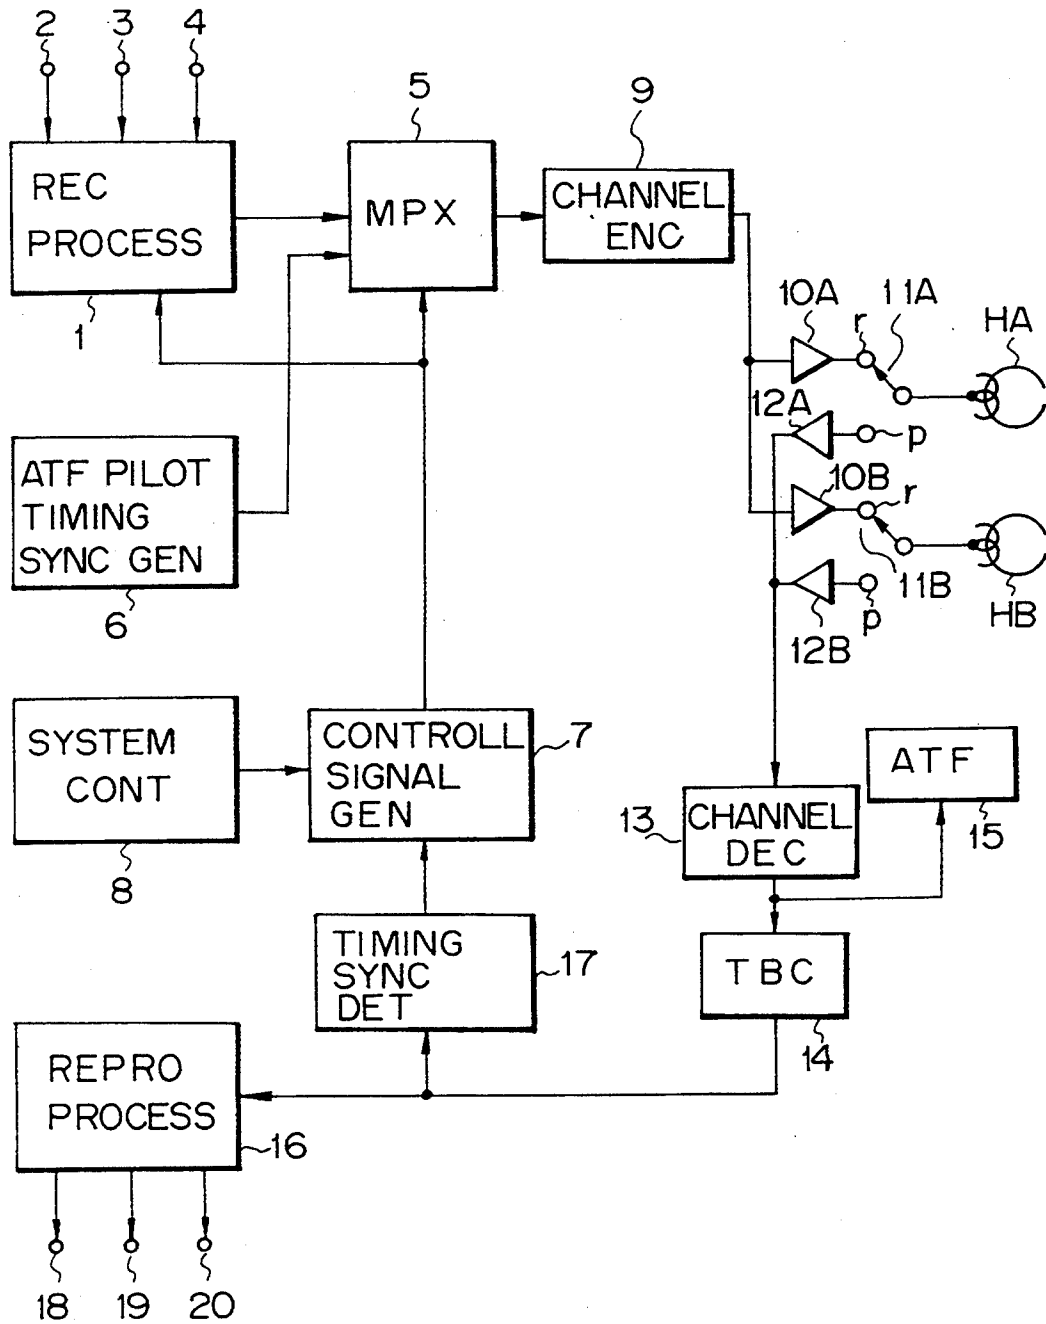 2 3 4
5
9
REC
PROCESS
1
MPX
CHANNEL
ENC
10A
11A
r
HA
12A
p
10B
r
11B
p
12B
HB
ATF PILOT
TIMING
SYNC GEN
6
SYSTEM
CONT
8
CONTROLL
SIGNAL
GEN
7
ATF
15
13
CHANNEL
DEC
TIMING
SYNC
DET
17
TBC
14
REPRO
PROCESS
16
18 19 20